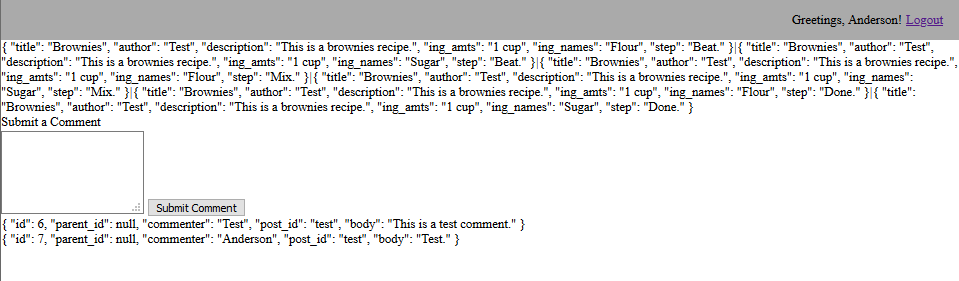 Greetings, Anderson! Logout
{ "title": "Brownies", "author": "Test", "description": "This is a brownies recipe.", "ing_amts": "1 cup", "ing_names": "Flour", "step": "Beat." }|{ "title": "Brownies", "author": "Test",
"description": "This is a brownies recipe.", "ing_amts": "1 cup", "ing_names": "Sugar", "step": "Beat." }|{ "title": "Brownies", "author": "Test", "description": "This is a brownies recipe.",
"ing_amts": "1 cup", "ing_names": "Flour", "step": "Mix." }|{ "title": "Brownies", "author": "Test", "description": "This is a brownies recipe.", "ing_amts": "1 cup", "ing_names":
"Sugar", "step": "Mix." }|{ "title": "Brownies", "author": "Test", "description": "This is a brownies recipe.", "ing_amts": "1 cup", "ing_names": "Flour", "step": "Done." }|{ "title":
"Brownies", "author": "Test", "description": "This is a brownies recipe.", "ing_amts": "1 cup", "ing_names": "Sugar", "step": "Done." }
Submit a Comment
Submit Comment
{ "id": 6, "parent_id": null, "commenter": "Test", "post_id": "test", "body": "This is a test comment." }
{ "id": 7, "parent_id": null, "commenter": "Anderson", "post_id": "test", "body": "Test." }